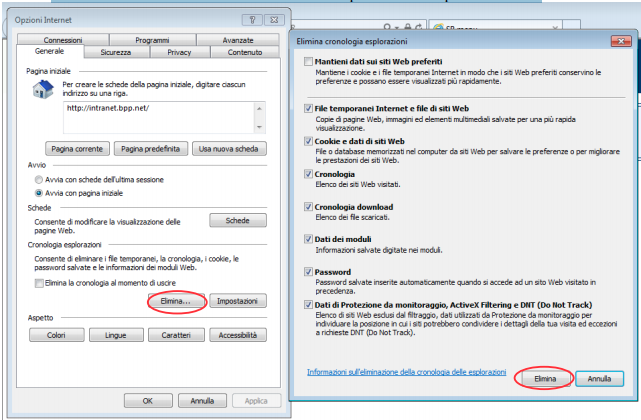 Opzioni Internet
Connessioni Programmi Avanzate
Generale Sicurezza Privacy Contenuto
Pagina iniziale
Per creare le schede della pagina iniziale, digitare ciascun
indirizzo su una riga.
http://intranet.bpp.net/
Pagina corrente Pagina predefinita Usa nuova scheda
Avvio
Avvia con schede dell'ultima sessione
Avvia con pagina iniziale
Schede
Consente di modificare la visualizzazione delle
pagine Web.
Schede
Cronologia esplorazioni
Consente di eliminare i file temporanei, la cronologia, i cookie, le
password salvate e le informazioni dei moduli Web.
Elimina la cronologia al momento di uscire
Elimina... Impostazioni
Aspetto
Colori Lingue Caratteri Accessibilità
OK Annulla Applica
Elimina cronologia esplorazioni
Mantieni dati sui siti Web preferiti
Mantiene i cookie e i file temporanei Internet in modo che i siti Web preferiti conservino le
preferenze e possano essere visualizzati più rapidamente.
File temporanei Internet e file di siti Web
Copie di pagine Web, immagini ed elementi multimediali salvate per una più rapida
visualizzazione.
Cookie e dati di siti Web
File o database memorizzati nel computer da siti Web per salvare le preferenze o per migliorare
le prestazioni dei siti Web.
Cronologia
Elenco dei siti Web visitati.
Cronologia download
Elenco dei file scaricati.
Dati dei moduli
Informazioni salvate digitate nei moduli.
Password
Password salvate inserite automaticamente quando si accede ad un sito Web visitato in
precedenza.
Dati di Protezione da monitoraggio, ActiveX Filtering e DNT (Do Not Track)
Elenco di siti Web esclusi dal filtraggio, dati utilizzati da Protezione da monitoraggio per
individuare la posizione in cui i siti potrebbero condividere i dettagli della tua visita ed eccezioni
a richieste DNT (Do Not Track).
Informazioni sull'eliminazione della cronologia delle esplorazioni
Elimina Annulla